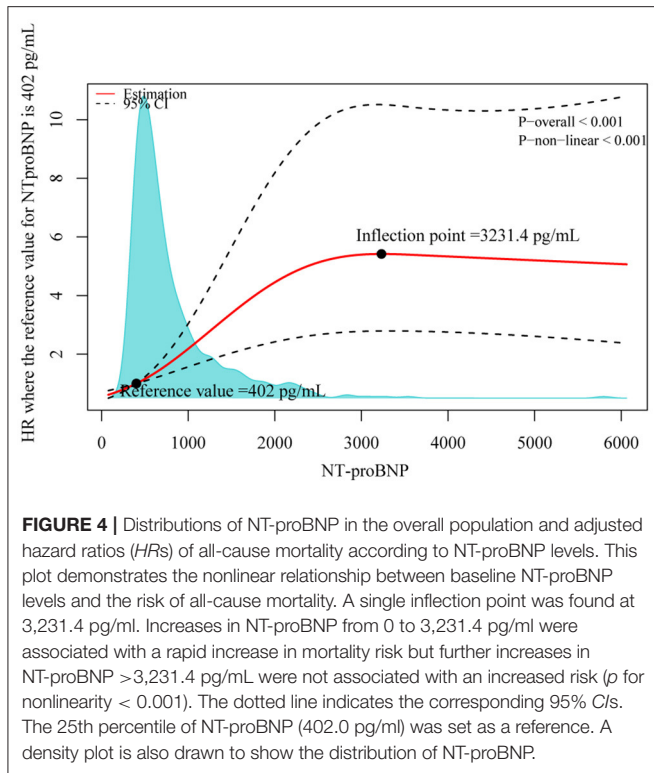 HR where the reference value for NTproBNP is 402 pg/mL
10
8
6
4
2
Estimation
95% CI
P−overall < 0.001
P−non−linear < 0.001
Inflection point =3231.4 pg/mL
Reference value =402 pg/mL
0 1000 2000 3000 4000 5000 6000
NT-proBNP
FIGURE 4 | Distributions of NT-proBNP in the overall population and adjusted
hazard ratios (HRs) of all-cause mortality according to NT-proBNP levels. This
plot demonstrates the nonlinear relationship between baseline NT-proBNP
levels and the risk of all-cause mortality. A single inflection point was found at
3,231.4 pg/ml. Increases in NT-proBNP from 0 to 3,231.4 pg/ml were
associated with a rapid increase in mortality risk but further increases in
NT-proBNP >3,231.4 pg/mL were not associated with an increased risk (p for
nonlinearity < 0.001). The dotted line indicates the corresponding 95% CIs.
The 25th percentile of NT-proBNP (402.0 pg/ml) was set as a reference. A
density plot is also drawn to show the distribution of NT-proBNP.